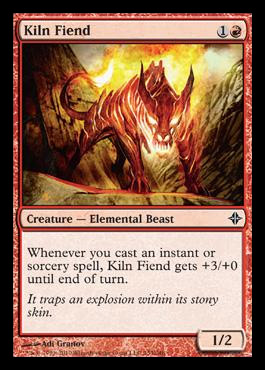 Kiln Fiend 1
Creature — Elemental Beast
Whenever you cast an instant or
sorcery spell, Kiln Fiend gets +3/+0
until end of turn.
It traps an explosion within its stony
skin.
Adi Granov
1/2